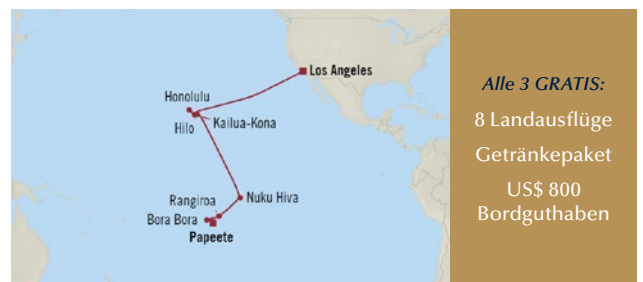 Los Angeles
Honolulu
Hilo
Kailua-Kona
Nuku Hiva
Rangiroa
Bora Bora
Papeete
Alle 3 GRATIS:
8 Landausflüge
Getränkepaket
US$ 800
Bordguthaben